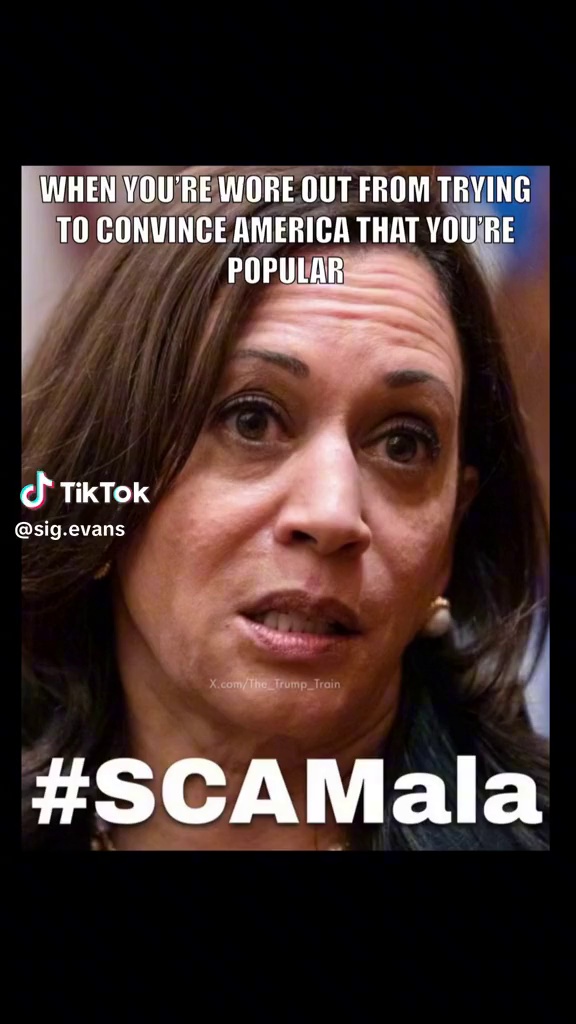 WHEN YOU'RE WORE OUT FROM TRYING
TO CONVINCE AMERICA THAT YOU'RE
POPULAR
TikTok
@sig.evans
X.com/The_Trump_Train
#SCAMala